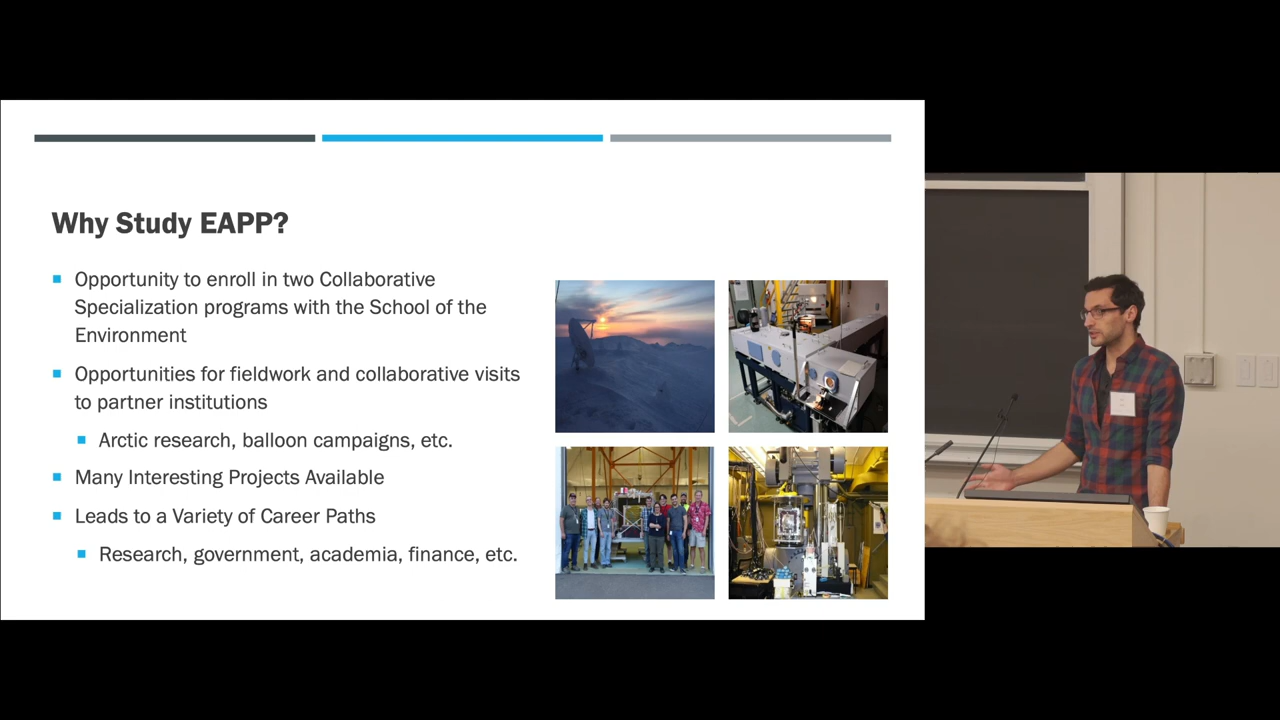 Why Study EAPP?
Opportunity to enroll in two Collaborative
Specialization programs with the School of the
Environment
Opportunities for fieldwork and collaborative visits
to partner institutions
Arctic research, balloon campaigns, etc.
Many Interesting Projects Available
Leads to a Variety of Career Paths
Research, government, academia, finance, etc.